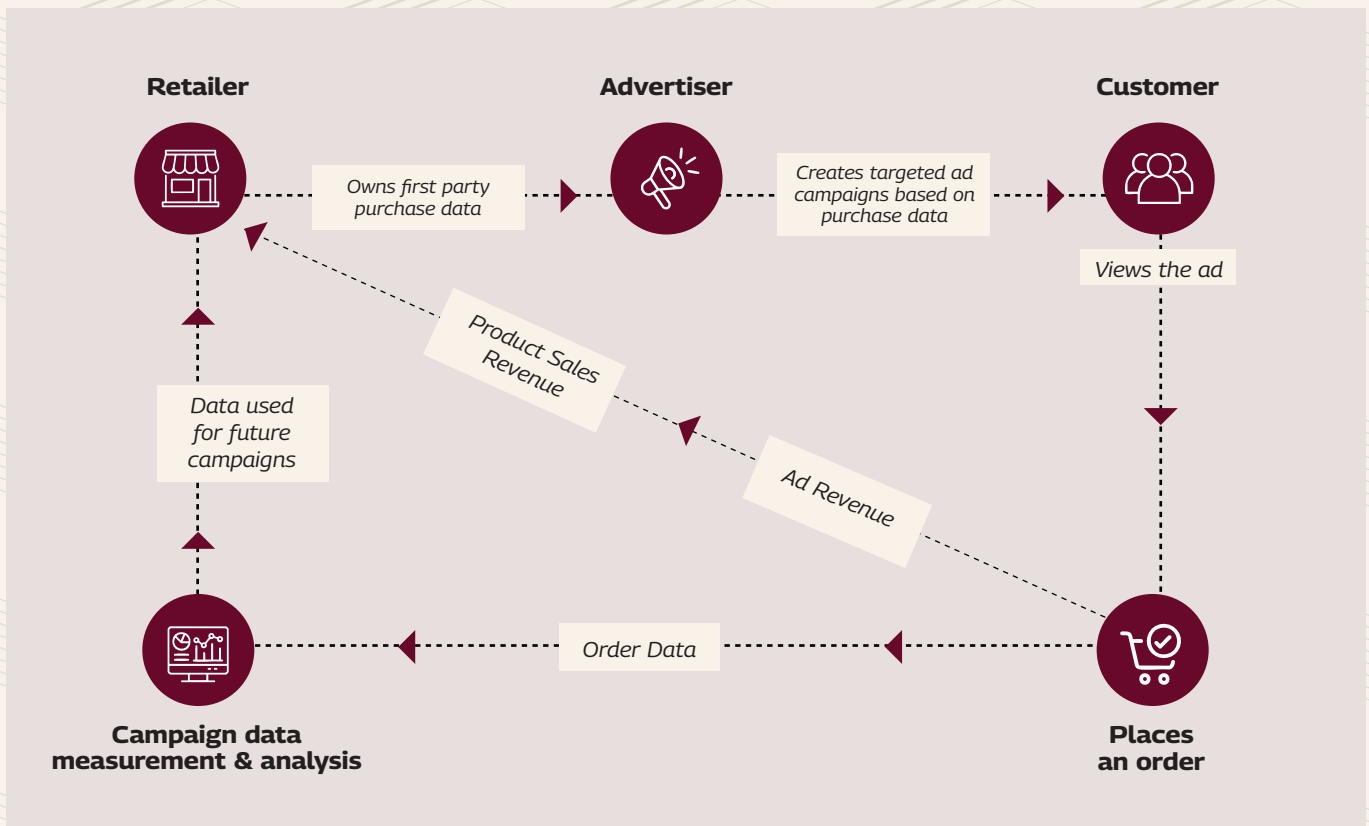 Retailer
Advertiser
Customer
Owns first party
purchase data
Creates targeted ad
campaigns based on
purchase data
Views the ad
Product Sales
Revenue
Data used
for future
campaigns
Ad Revenue
Order Data
Campaign data
measurement & analysis
Places
an order